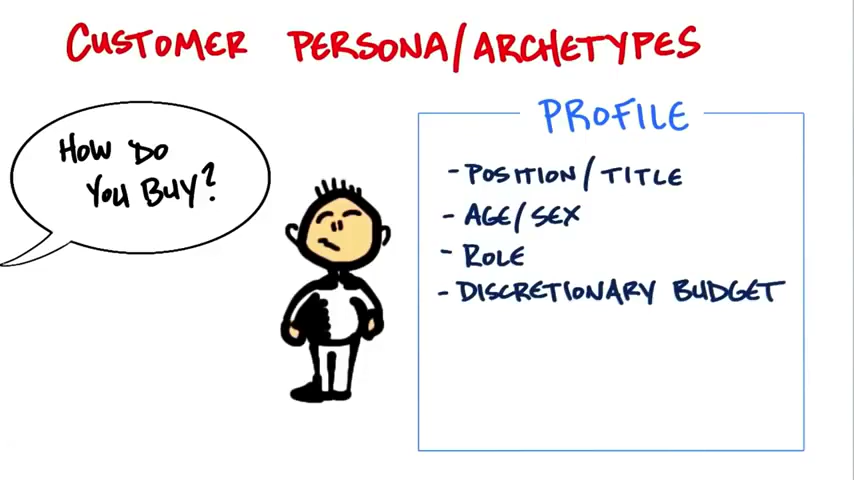 CUSTOMER PERSONA/ARCHETYPES
HOW DO
YOU BUY?
PROFILE
- POSITION/TITLE
- AGE/SEX
- ROLE
- DISCRETIONARY BUDGET